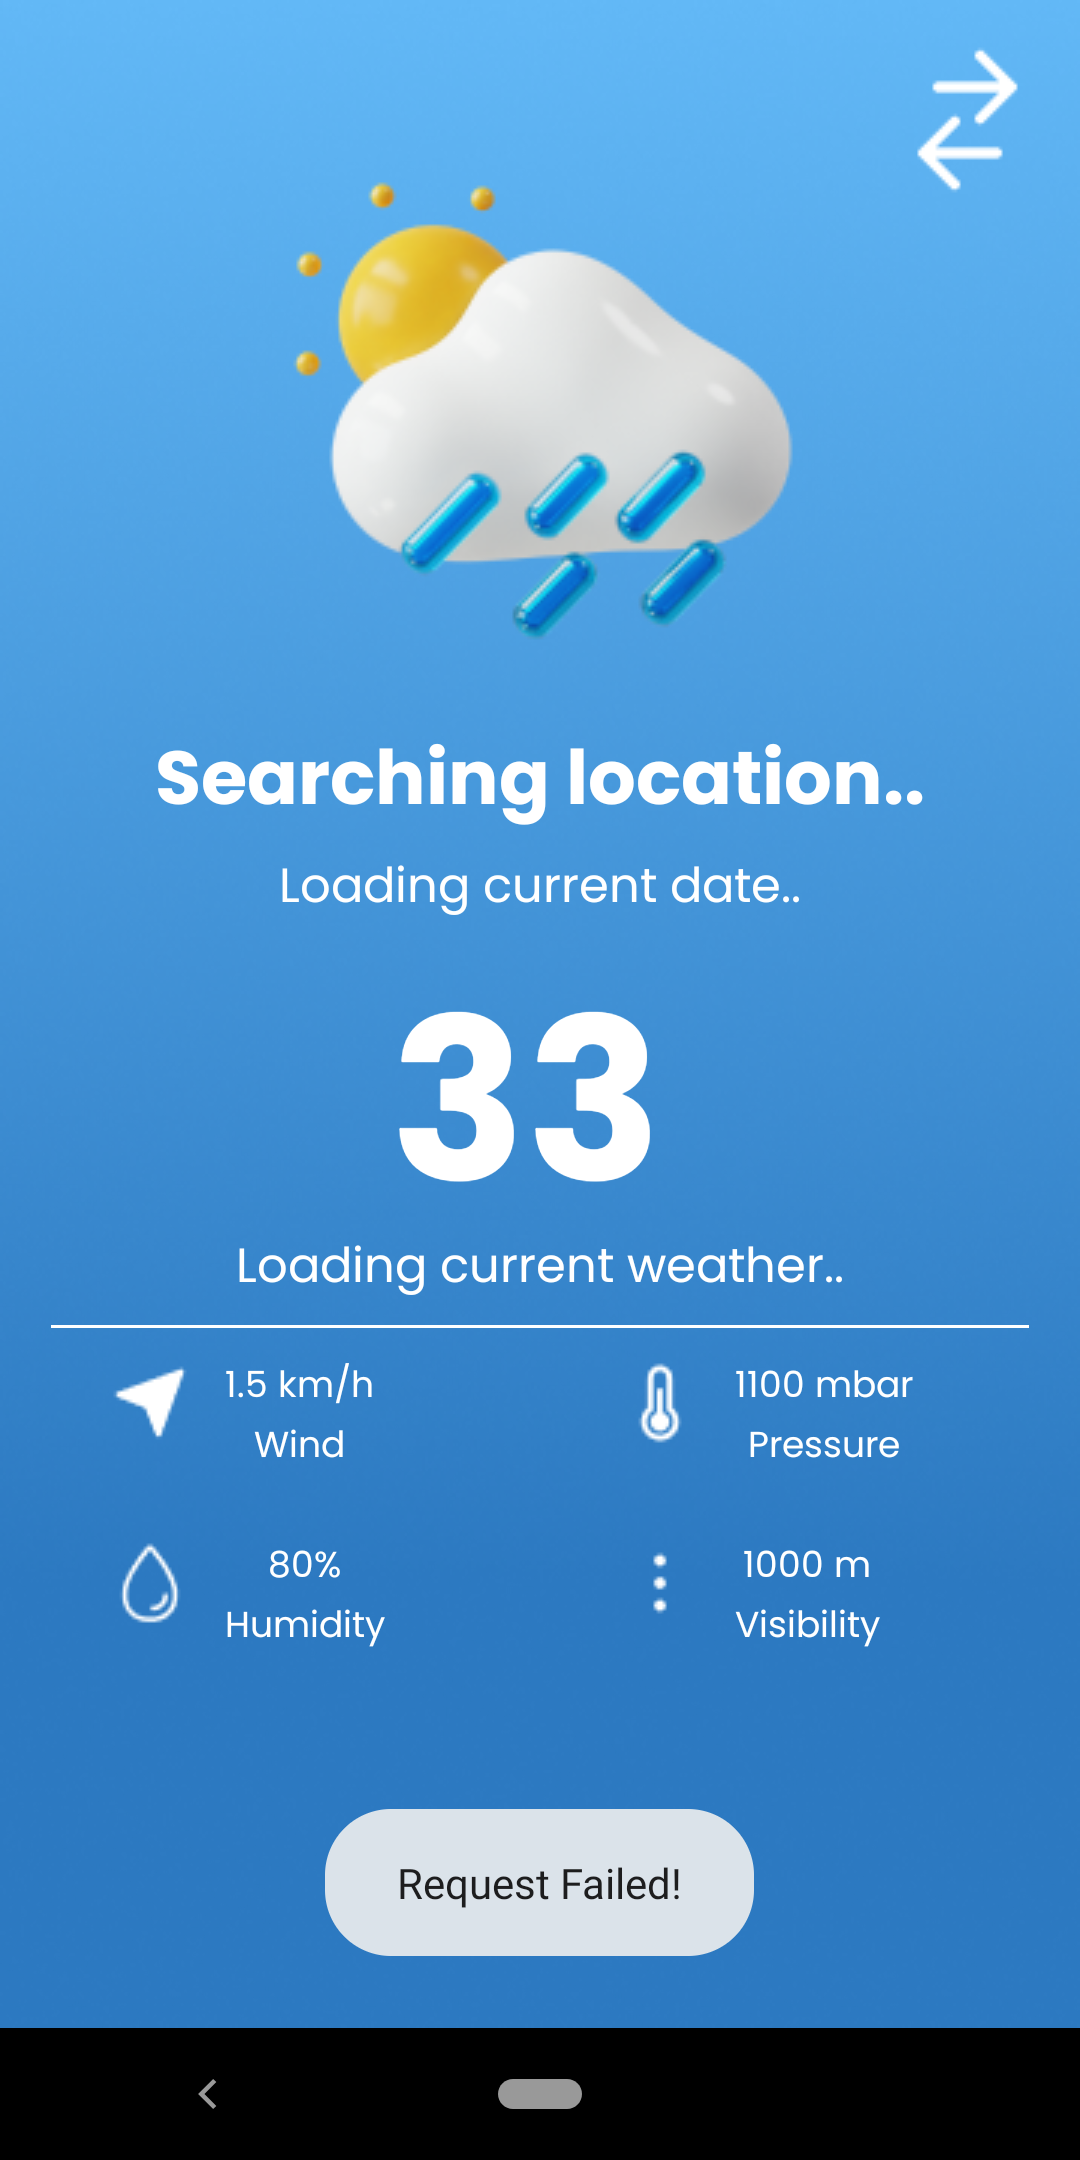 Searching location..
Loading current date..
33
Loading current weather..
1.5 km/h
Wind
1100 mbar
Pressure
80%
Humidity
1000 m
Visibility
Request Failed!